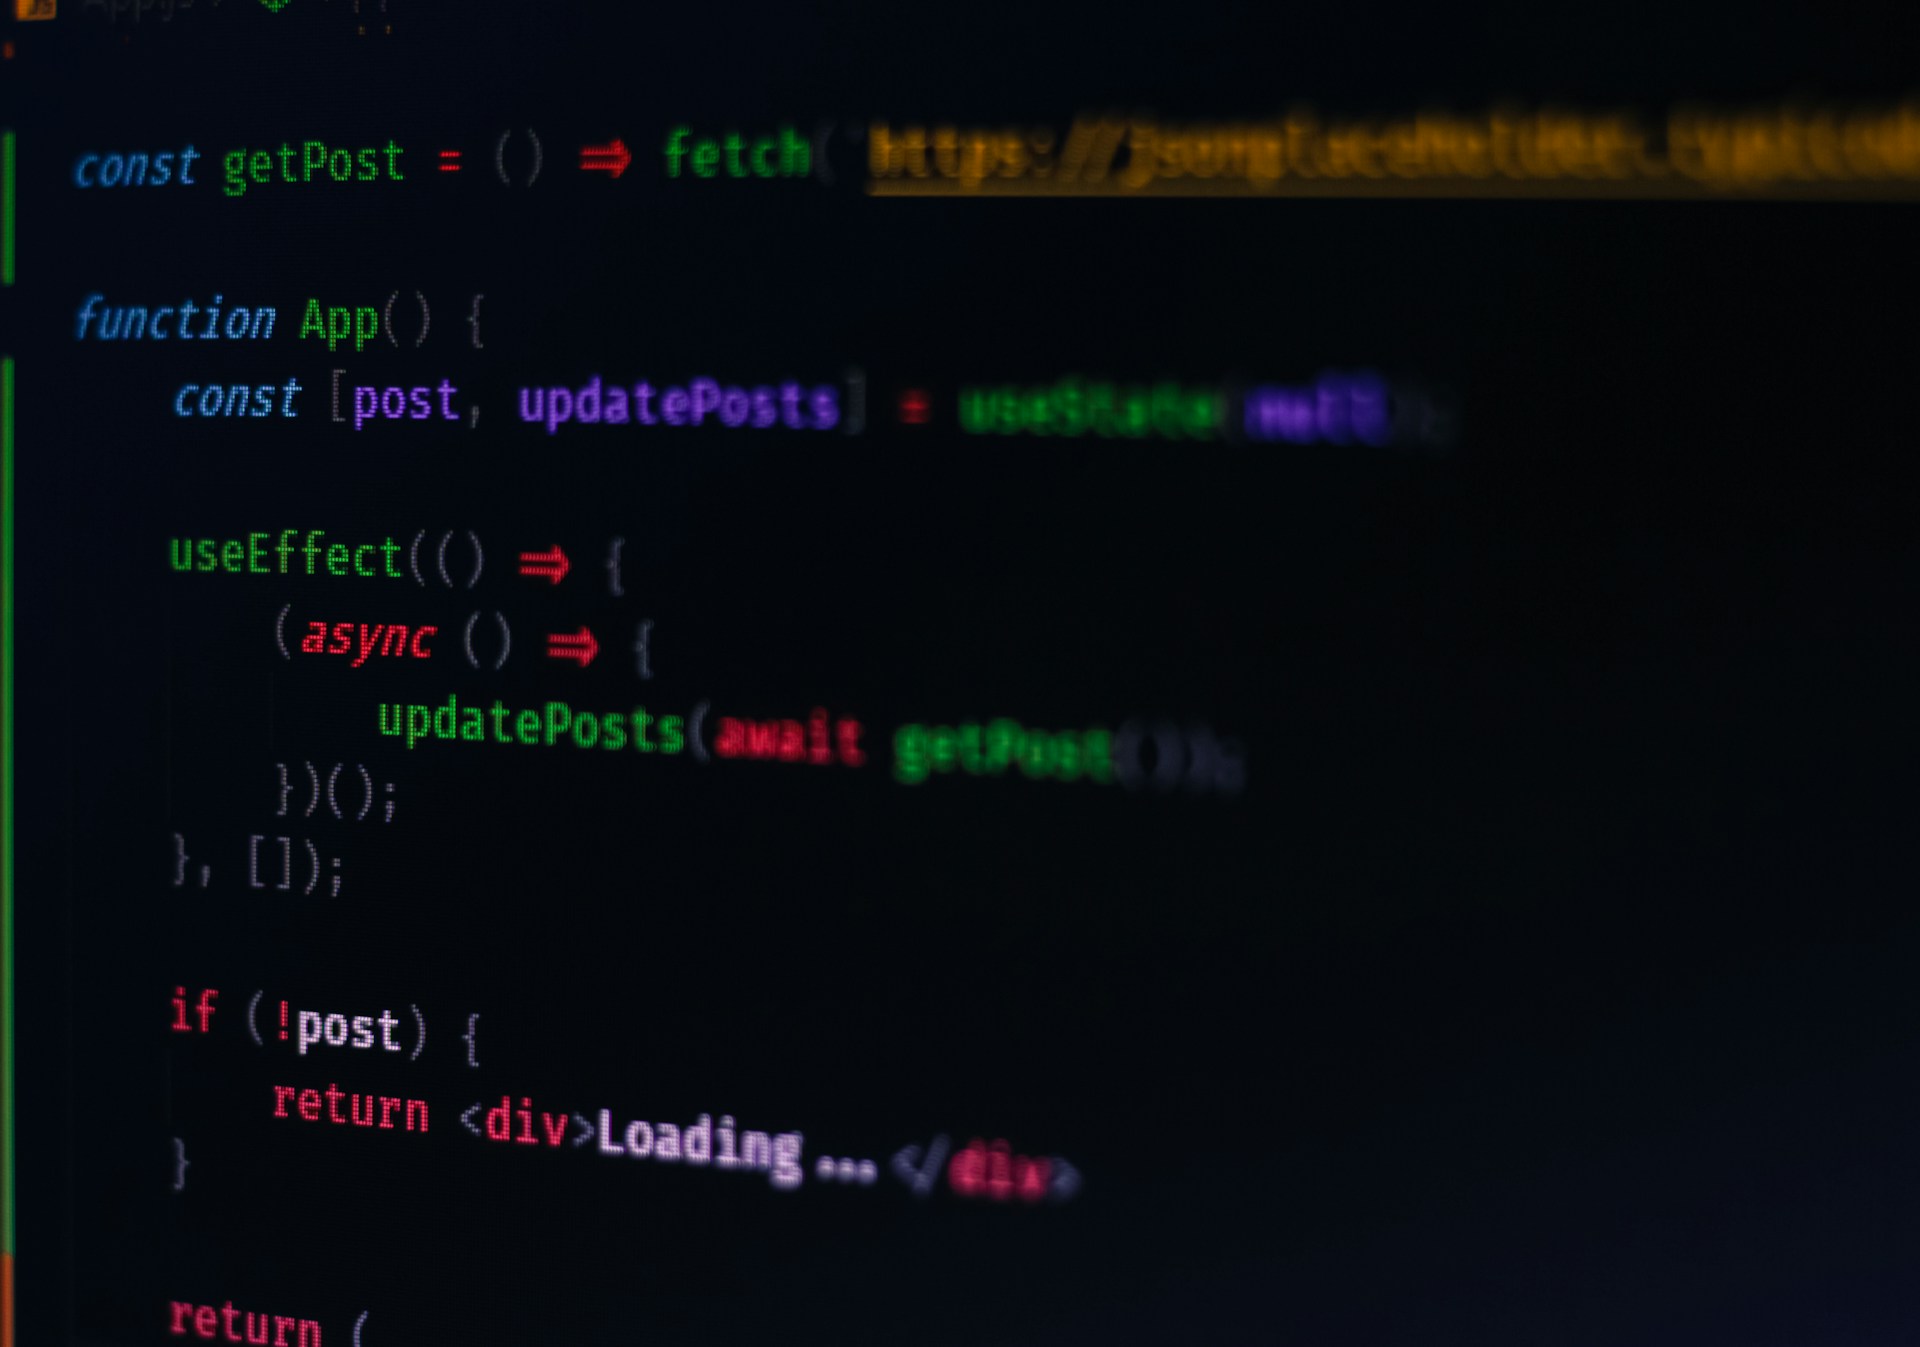 const getPost = () => fetch(`https://jsonplaceholder.typicod
function App() {
const [post, updatePosts] = useState(null);
useEffect(() => {
(async () => {
updatePosts(await getPost());
})();
}, []);
if (!post) {
return <div>Loading...</div>
}
return (